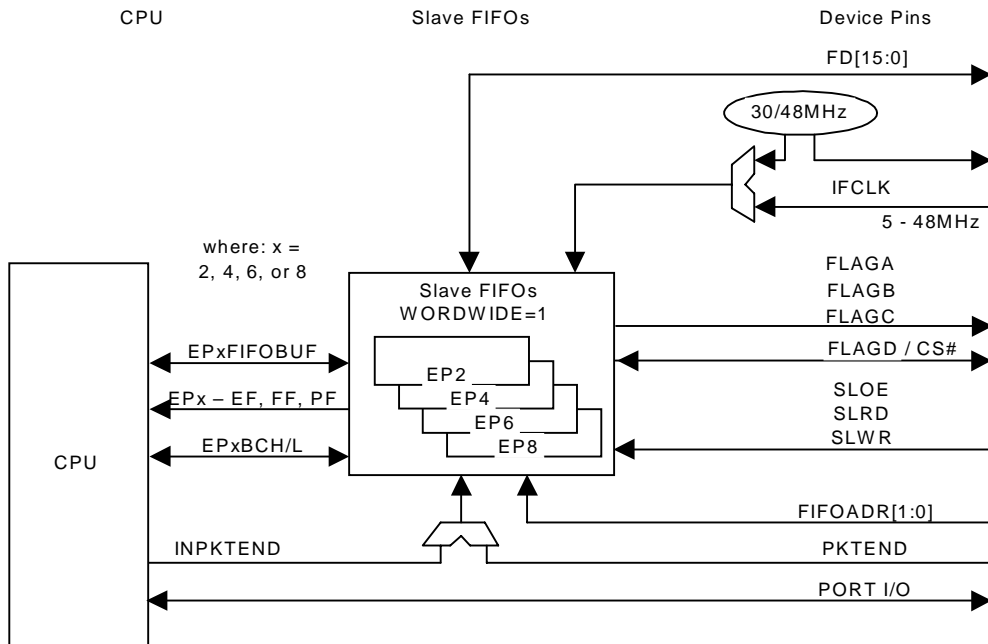 CPU
Slave FIFOs
Device Pins
FD[15:0]
30/48MHz
IFCLK
5 - 48MHz
where: x =
2, 4, 6, or 8
FLAGA
FLAGB
FLAGC
FLAGD / CS#
Slave FIFOs
WORDWIDE=1
EP2
EP4
EP6
EP8
EPxFIFOBUF
EPx – EF, FF, PF
EPxBCH/L
CPU
SLOE
SLRD
SLWR
FIFOADR[1:0]
INPKTEND
PKTEND
PORT I/O